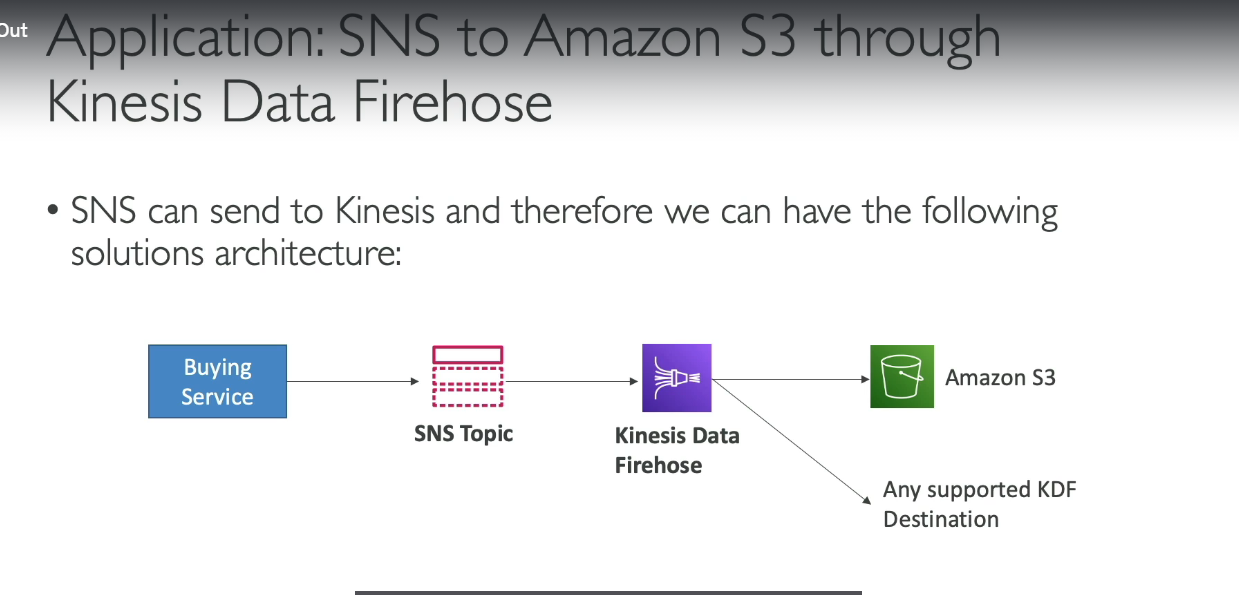 Out
Application: SNS to Amazon S3 through
Kinesis Data Firehose
• SNS can send to Kinesis and therefore we can have the following
solutions architecture:
Buying
Service
SNS Topic
Kinesis Data
Firehose
Amazon S3
Any supported KDF
Destination